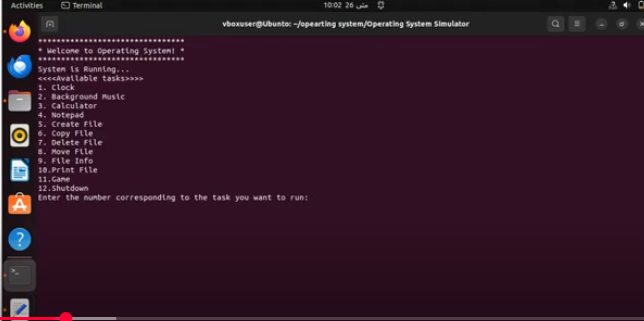 Activities Terminal 10:02 26 مئی
vboxuser@Ubunto: ~/opearting system/Operating System Simulator
*******************************
* Welcome to Operating System! *
*******************************
System is Running...
<<<<Available tasks>>>>
1. Clock
2. Background Music
3. Calculator
4. Notepad
5. Create File
6. Copy File
7. Delete File
8. Move File
9. File Info
10.Print File
11.Game
12.Shutdown
Enter the number corresponding to the task you want to run: